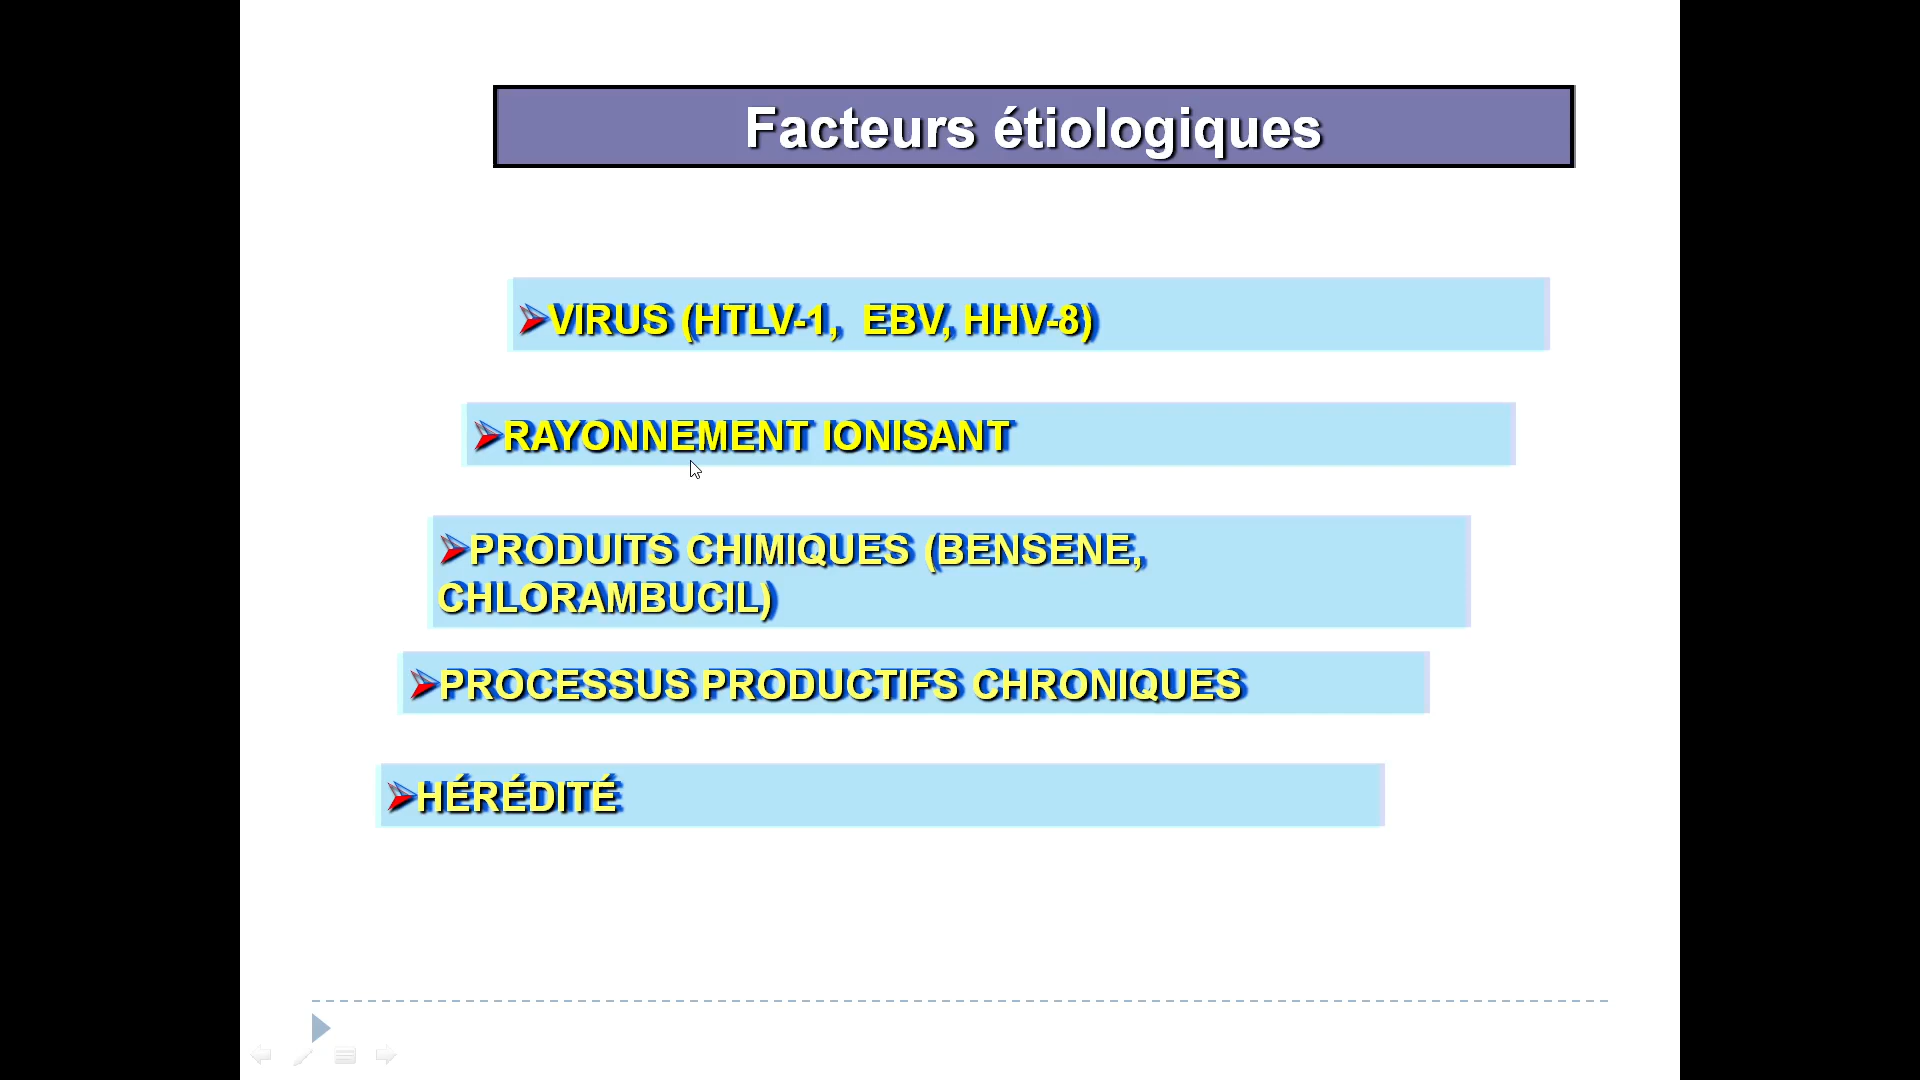 Facteurs étiologiques
VIRUS (HTLV-1, EBV, HHV-8)
RAYONNEMENT IONISANT
PRODUITS CHIMIQUES (BENSENE,
CHLORAMBUCIL)
PROCESSUS PRODUCTIFS CHRONIQUES
HÉRÉDITÉ